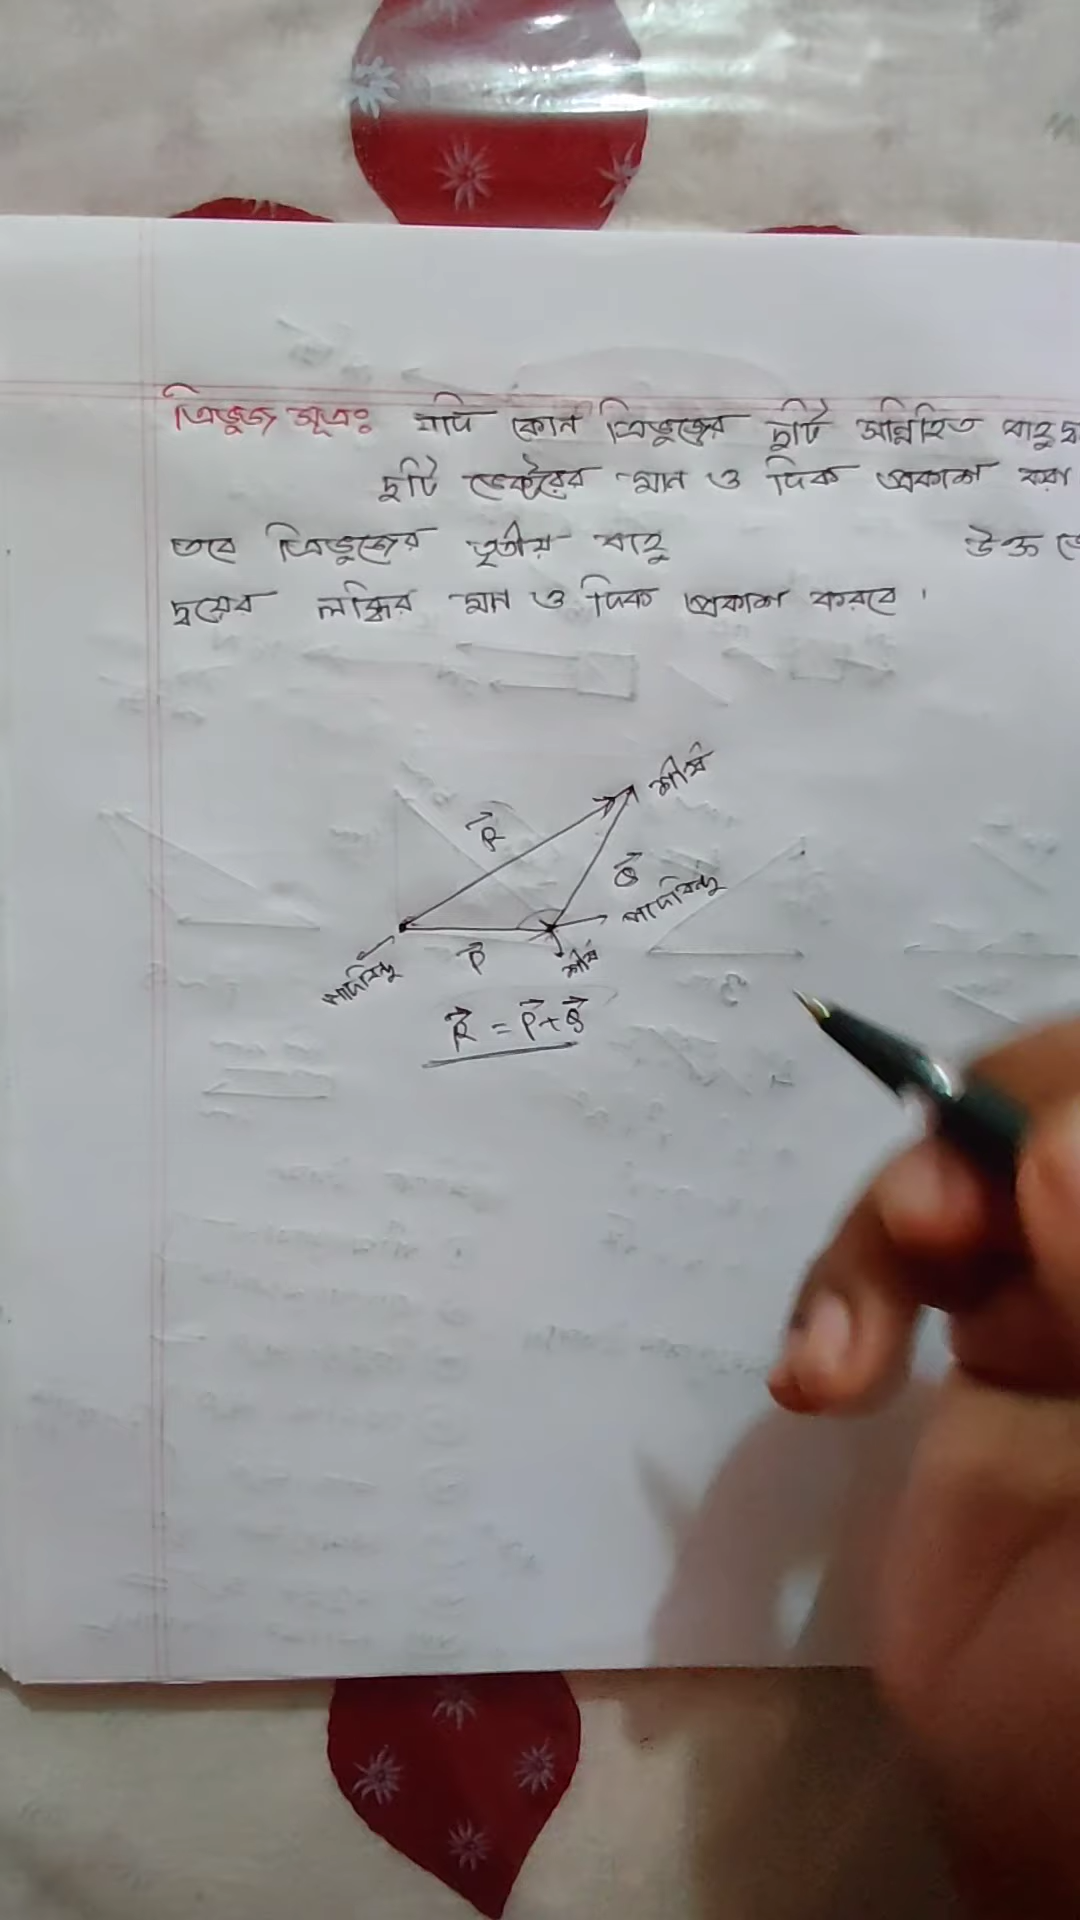 ত্রিভুজ সূত্রঃ যদি কোন ত্রিভুজের দুটি সন্নিহিত বাহু
দুটি ভেক্টরের মান ও দিক প্রকাশ করা
তবে ত্রিভুজের তৃতীয় বাহু উক্ত
দ্বয়ের লব্ধির মান ও দিক প্রকাশ করবে।
শীর্ষ
R⃗
Q⃗
পাদবিন্দু
পাদবিন্দু
P⃗
শীর্ষ
R⃗ = P⃗ + Q⃗